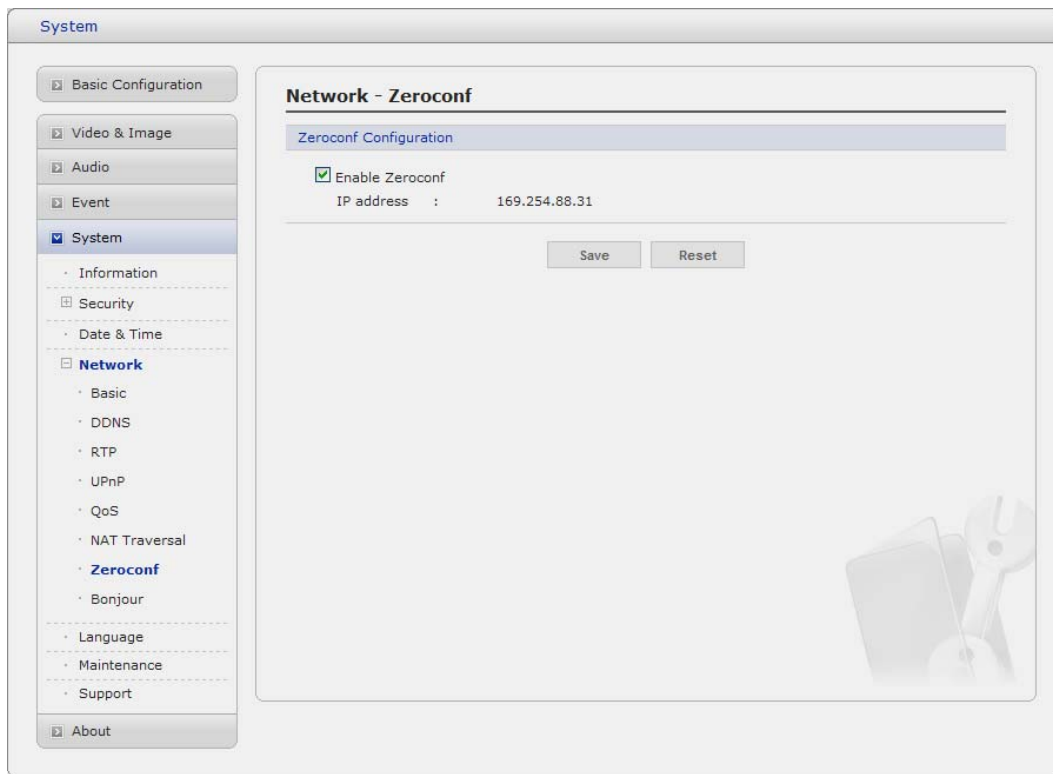 System
Basic Configuration
Video & Image
Audio
Event
System
Information
Security
Date & Time
Network
Basic
DDNS
RTP
UPnP
QoS
NAT Traversal
Zeroconf
Bonjour
Language
Maintenance
Support
About
Network - Zeroconf
Zeroconf Configuration
Enable Zeroconf
IP address : 169.254.88.31
Save Reset